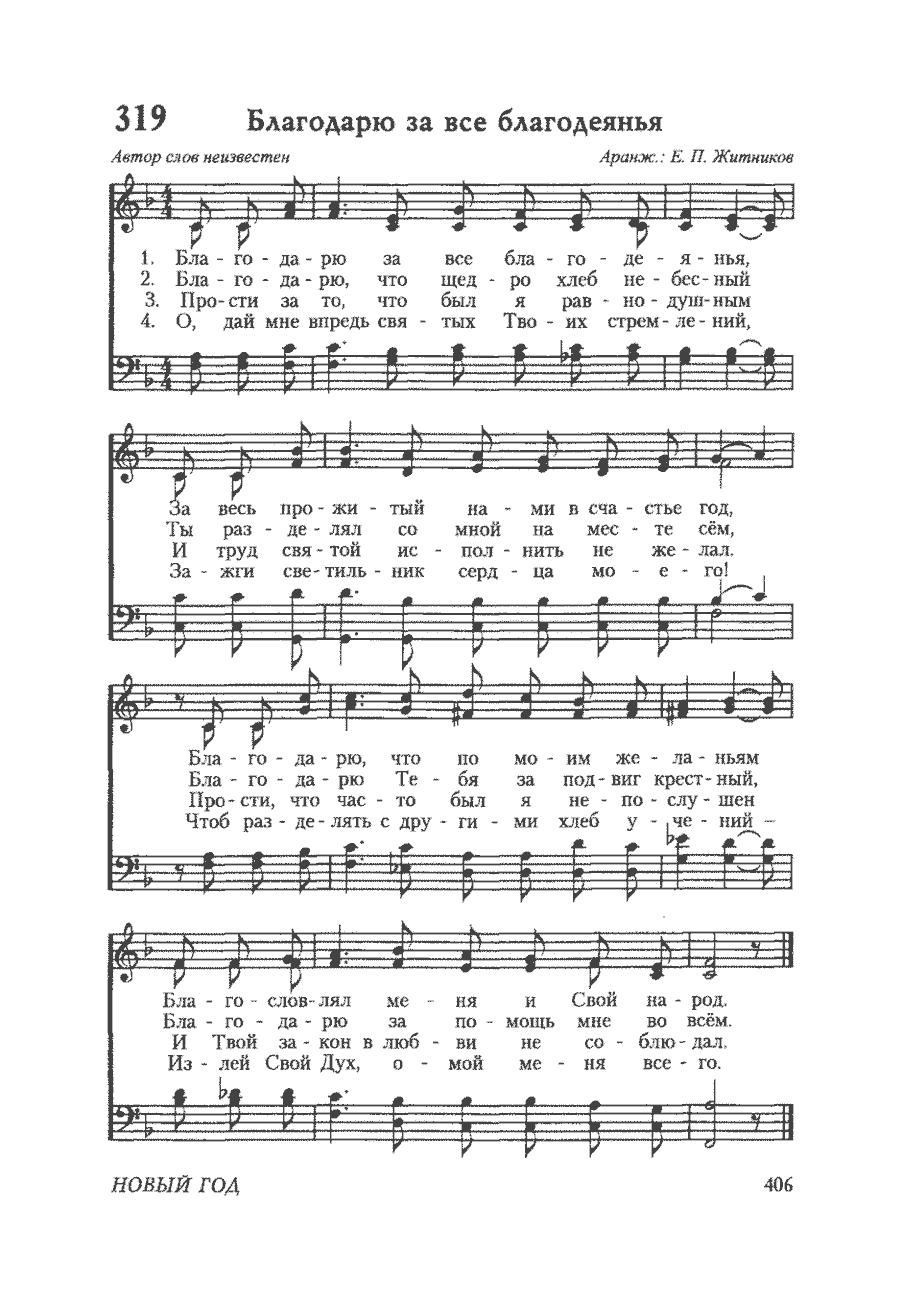 319 Благодарю за все благодеянья
Автор слов неизвестен Аранж.: Е. П. Житников
1. Бла - го - да - рю за все бла - го - де - я - нья,
2. Бла - го - да - рю, что щед - ро хлеб не - бес - ный
3. Про - сти за то, что был я рав - но - душ - ным
4. О, дай мне впредь свя - тых Тво - их стрем - ле - ний,
За весь про - жи - тый на - ми в сча - стье год,
Ты раз - де - лял со мной на мес - те сём,
И труд свя - той ис - пол - нить не же - лал.
За - жги све - тиль - ник серд - ца мо - е - го!
Бла - го - да - рю, что по мо - им же - ла - ньям
Бла - го - да - рю Те - бя за под - виг крест - ный,
Про - сти, что час - то был я не - по - слу - шен
Чтоб раз - де - лять с дру - ги - ми хлеб у - че - ний –
Бла - го - слов - лял ме - ня и Свой на - род.
Бла - го - да - рю за по - мощь мне во всём.
И Твой за - кон в люб - ви не со - блю - дал.
Из - лей Свой Дух, о - мой ме - ня все - го.
НОВЫЙ ГОД 406